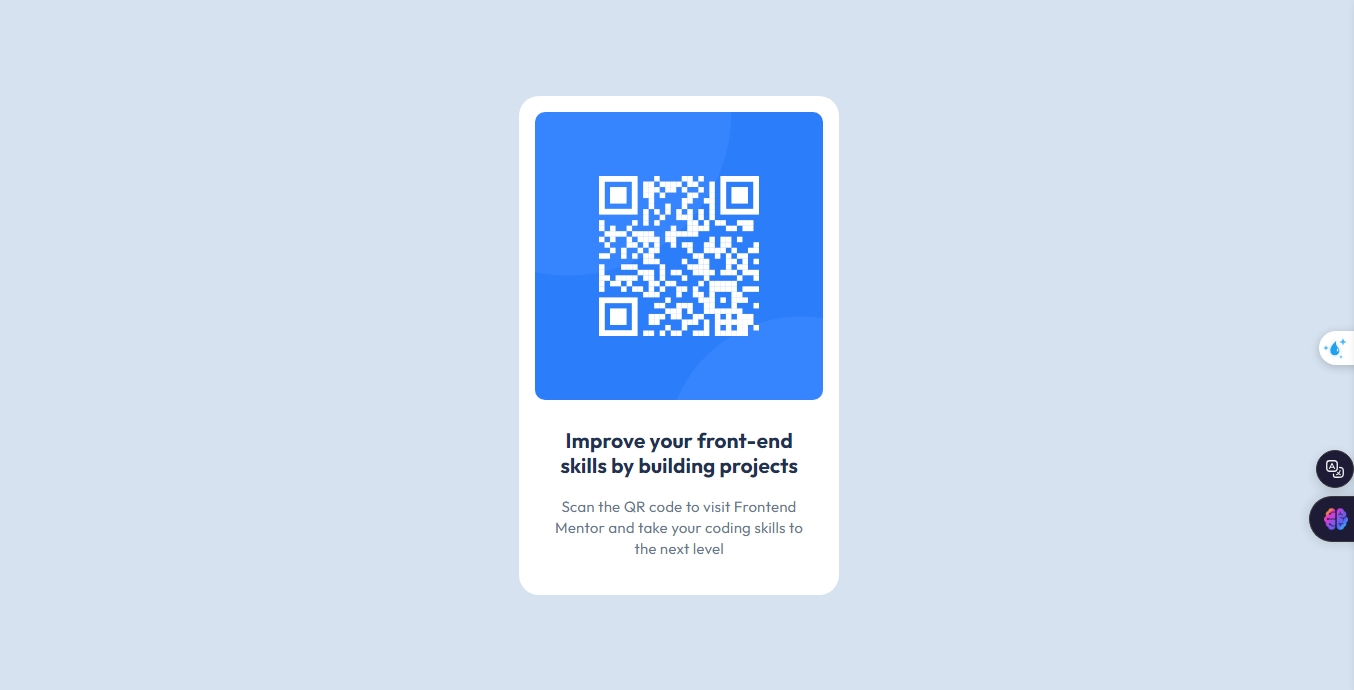 Improve your front-end
skills by building projects
Scan the QR code to visit Frontend
Mentor and take your coding skills to
the next level